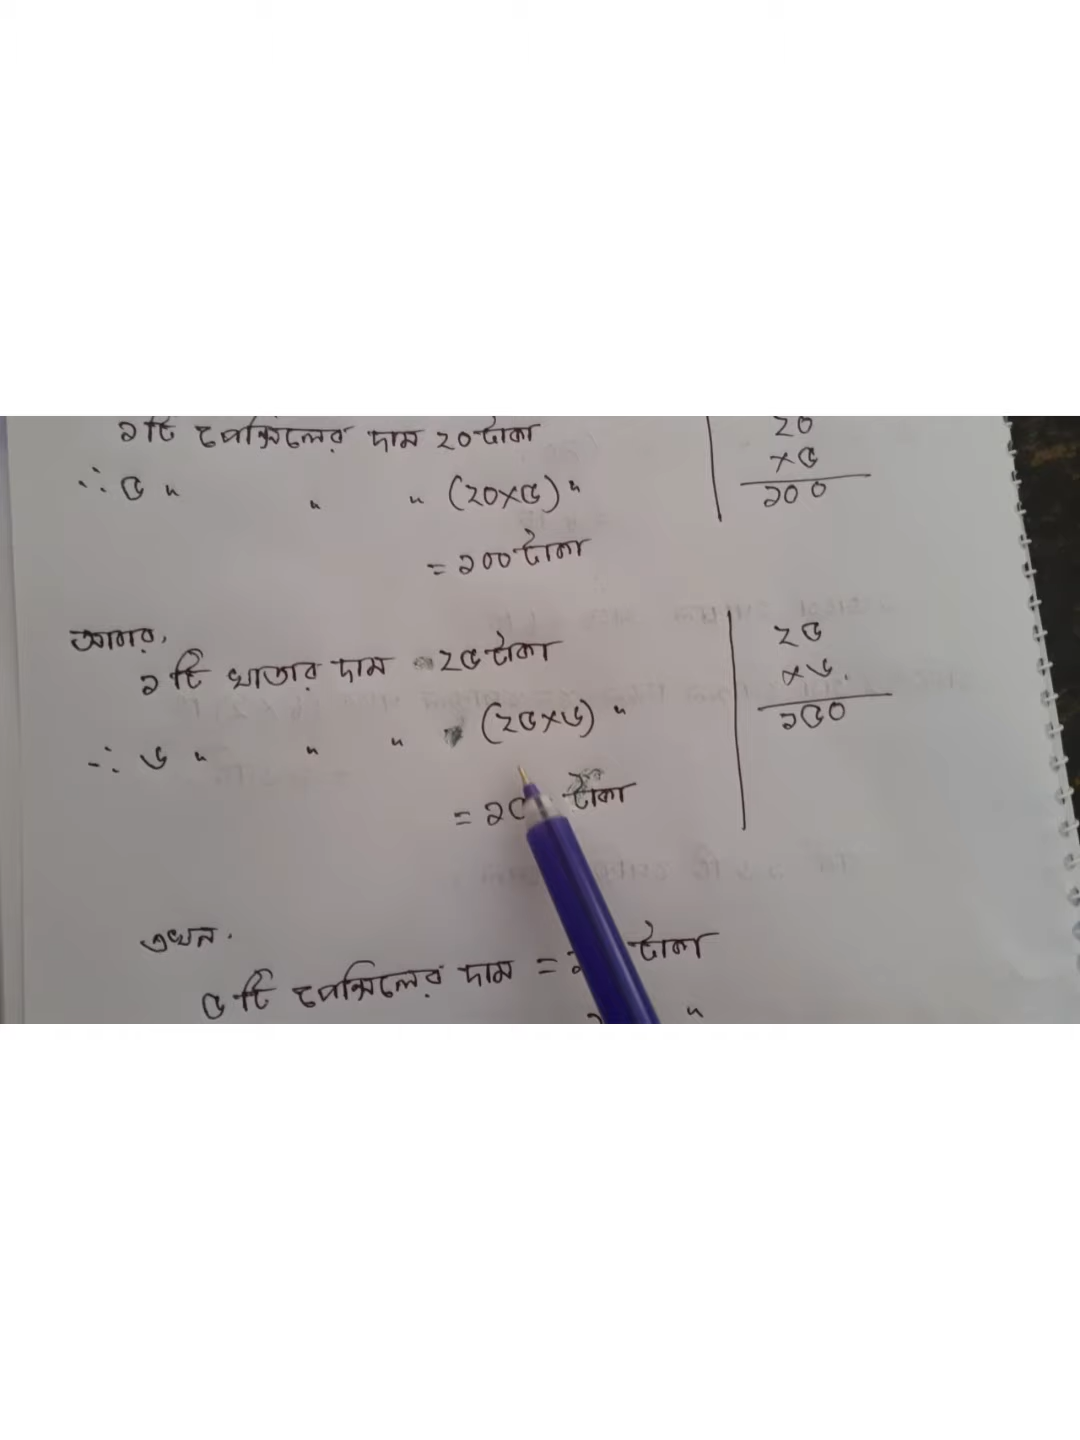 ১টি পেন্সিলের দাম ২০ টাকা
∴ ৫ " " " (২০×৫) "
= ১০০ টাকা
২০
×৫
১০০
আবার,
১টি খাতার দাম ২৫ টাকা
∴ ৬ " " " (২৫×৬) "
= ১৫ টাকা
২৫
×৬
১৫০
এখন,
৫টি পেন্সিলের দাম = টাকা
"